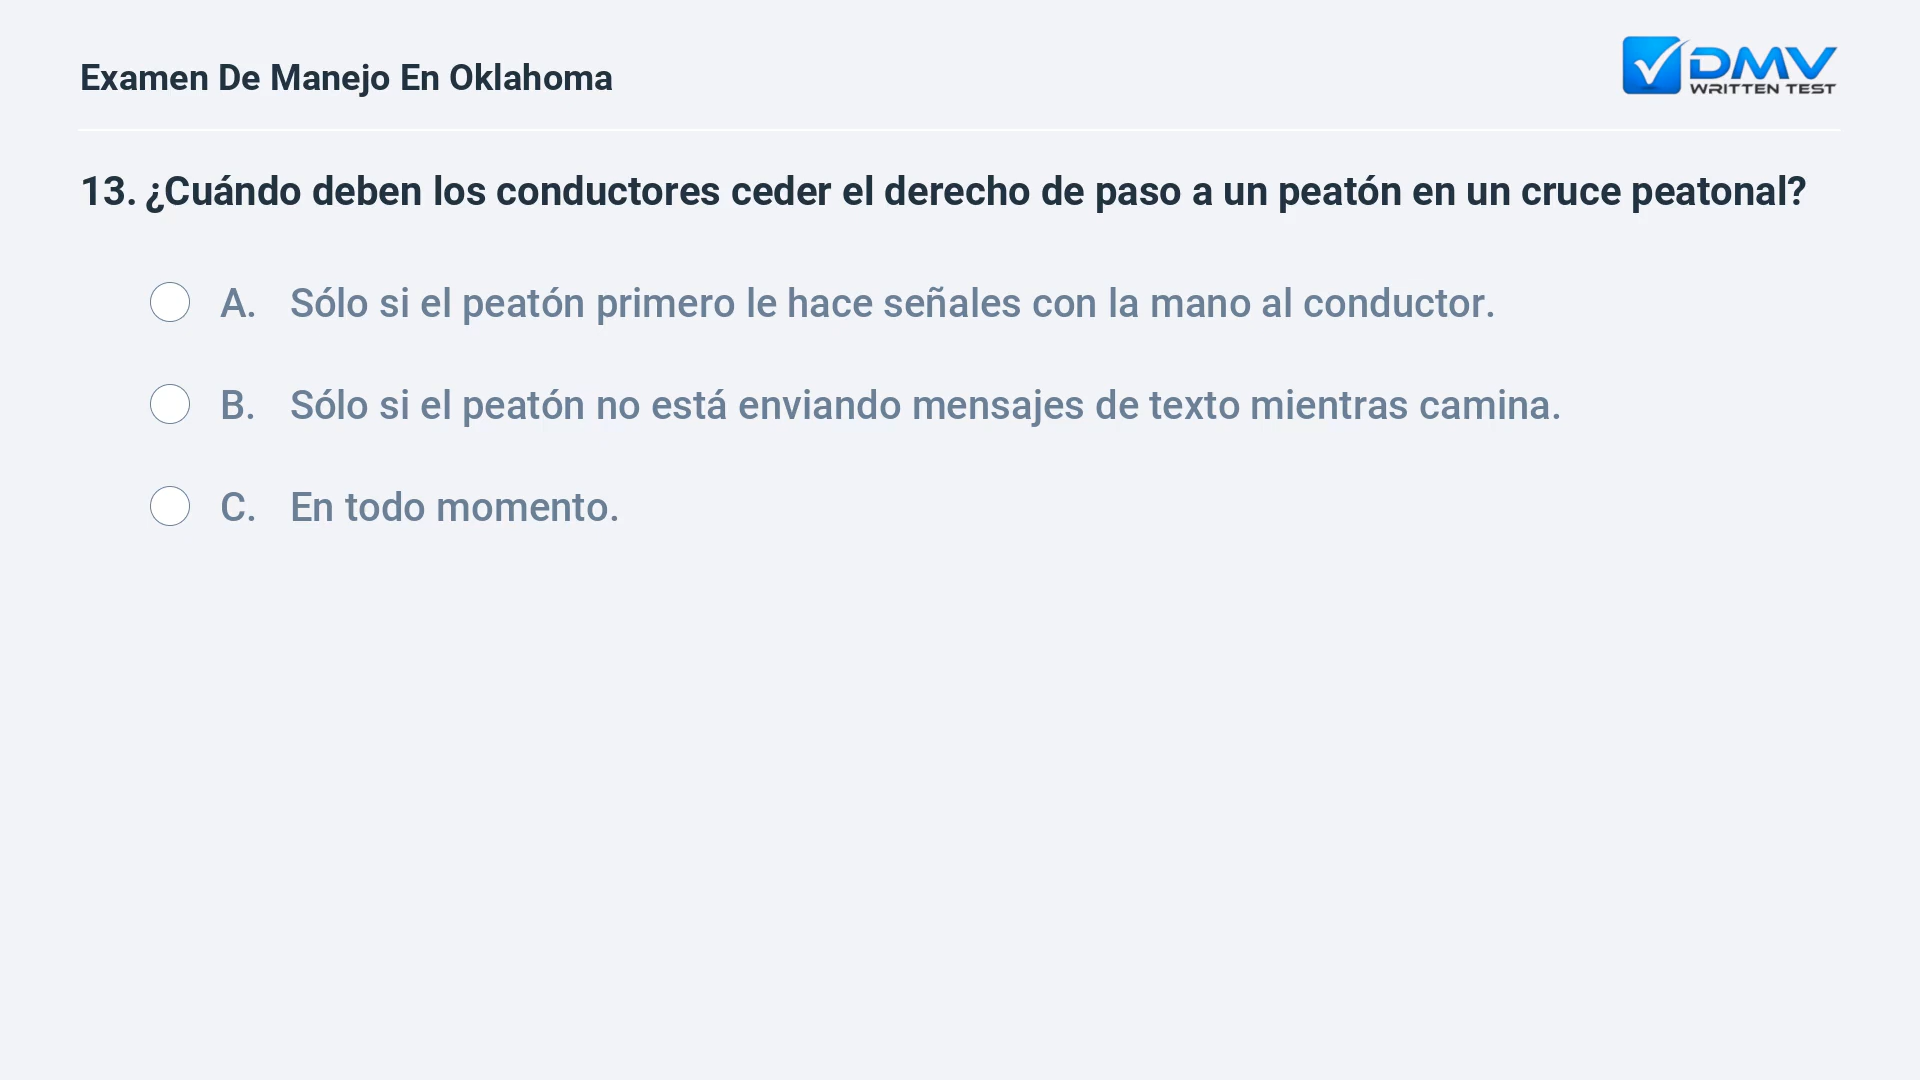 Examen De Manejo En Oklahoma
DMV
WRITTEN TEST
13. ¿Cuándo deben los conductores ceder el derecho de paso a un peatón en un cruce peatonal?
A. Sólo si el peatón primero le hace señales con la mano al conductor.
B. Sólo si el peatón no está enviando mensajes de texto mientras camina.
C. En todo momento.